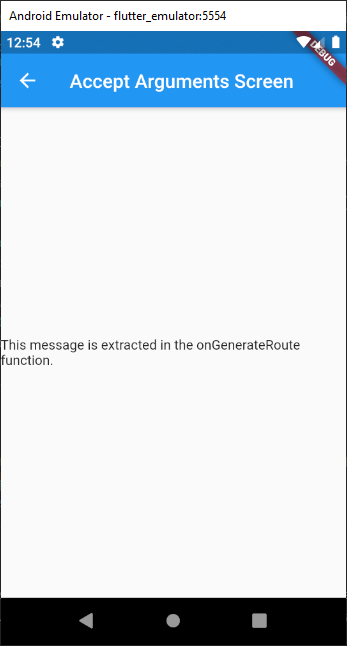 Android Emulator - flutter_emulator:5554
12:54
DEBUG
Accept Arguments Screen
This message is extracted in the onGenerateRoute
function.